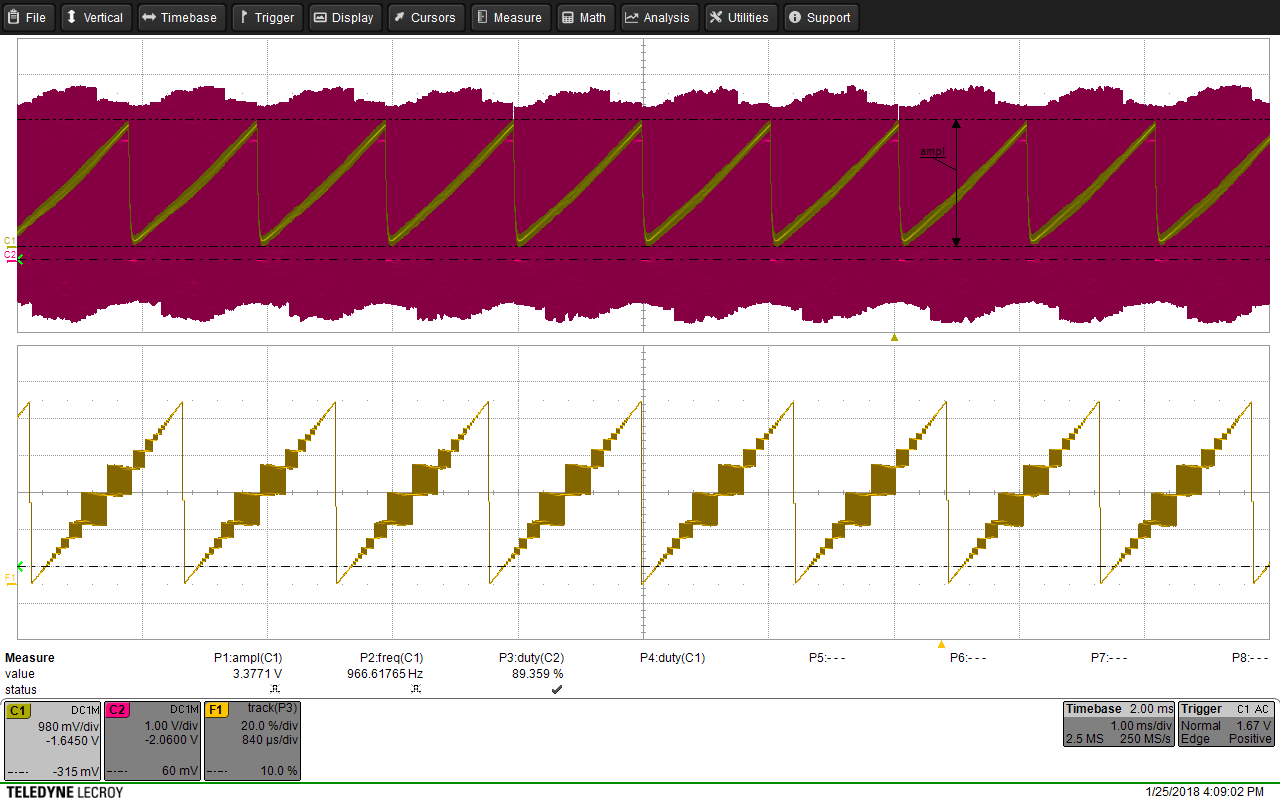 File Vertical Timebase Trigger Display Cursors Measure Math Analysis Utilities Support
ampl
C1
C2
F1
Measure P1:ampl(C1) P2:freq(C1) P3:duty(C2) P4:duty(C1) P5:- - - P6:- - - P7:- - - P8:- - -
value 3.3771 V 966.61765 Hz 89.359 %
status
C1 DC1M C2 DC1M F1 track(P3) Timebase 2.00 ms Trigger C1 AC
980 mV/div 1.00 V/div 20.0 %/div 1.00 ms/div Normal 1.67 V
-1.6450 V -2.0600 V 840 µs/div 2.5 MS 250 MS/s Edge Positive
-315 mV 60 mV 10.0 %
TELEDYNE LECROY 1/25/2018 4:09:02 PM